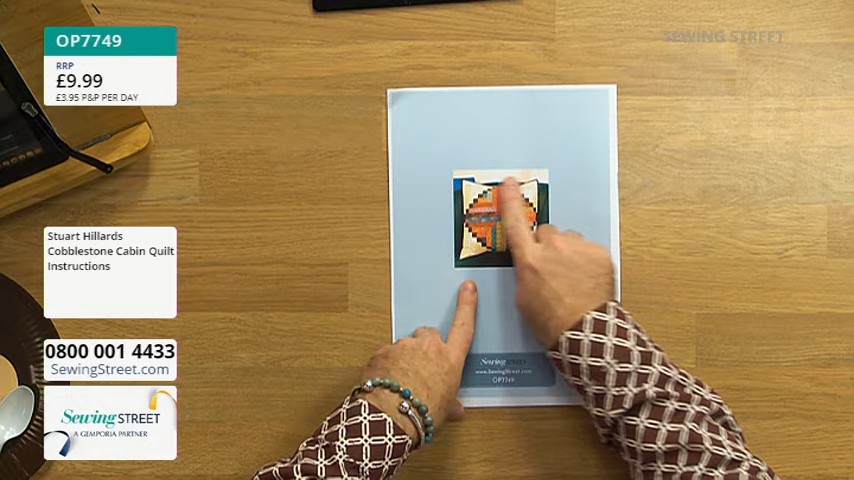 OP7749
RRP
£9.99
£3.95 P&P PER DAY
SEWING STREET
Stuart Hillards
Cobblestone Cabin Quilt
Instructions
0800 001 4433
SewingStreet.com
Sewing STREET
A GEMPORIA PARTNER
Sewing
www.SewingStreet.com
OP7749